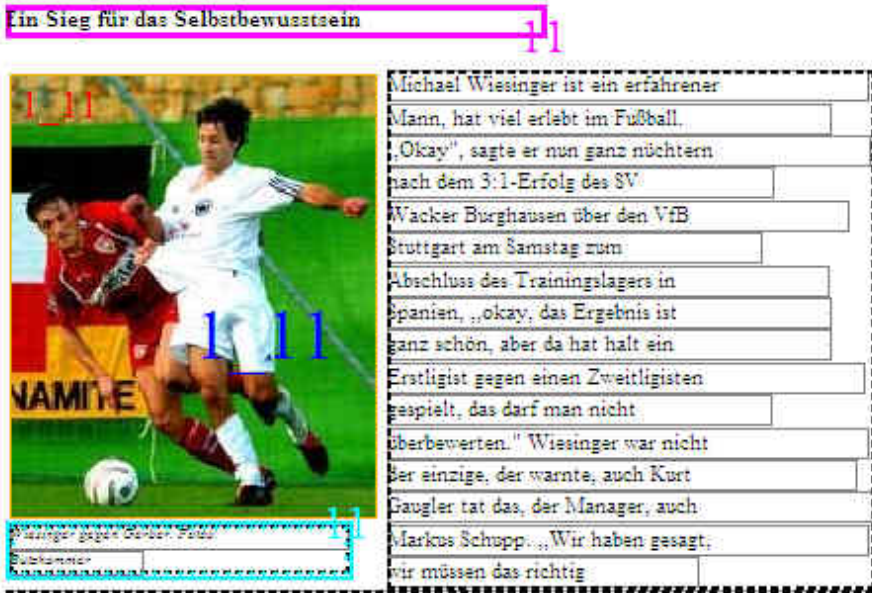 Ein Sieg für das Selbstbewusstsein
11
1_11
1_11
NAMITE
11
Wiesinger gegen Gerber. Fotos:
Butzhammer
Michael Wiesinger ist ein erfahrener
Mann, hat viel erlebt im Fußball.
„Okay", sagte er nun ganz nüchtern
nach dem 3:1-Erfolg des SV
Wacker Burghausen über den VfB
Stuttgart am Samstag zum
Abschluss des Trainingslagers in
Spanien, „okay, das Ergebnis ist
ganz schön, aber da hat halt ein
Erstligist gegen einen Zweitligisten
gespielt, das darf man nicht
überbewerten." Wiesinger war nicht
der einzige, der warnte, auch Kurt
Gaugler tat das, der Manager, auch
Markus Schupp. „Wir haben gesagt,
wir müssen das richtig